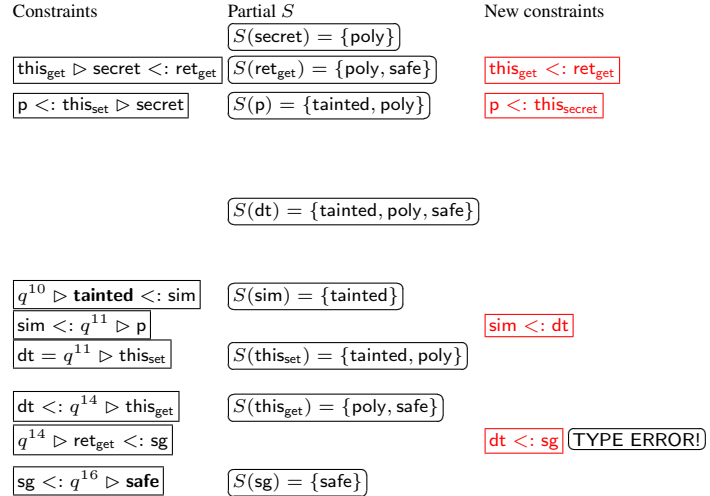 Constraints Partial S New constraints
S(secret) = {poly}
this_get ▷ secret <: ret_get S(ret_get) = {poly, safe} this_get <: ret_get
p <: this_set ▷ secret S(p) = {tainted, poly} p <: this_secret
S(dt) = {tainted, poly, safe}
q^10 ▷ tainted <: sim S(sim) = {tainted}
sim <: q^11 ▷ p sim <: dt
dt = q^11 ▷ this_set S(this_set) = {tainted, poly}
dt <: q^14 ▷ this_get S(this_get) = {poly, safe}
q^14 ▷ ret_get <: sg dt <: sg TYPE ERROR!
sg <: q^16 ▷ safe S(sg) = {safe}